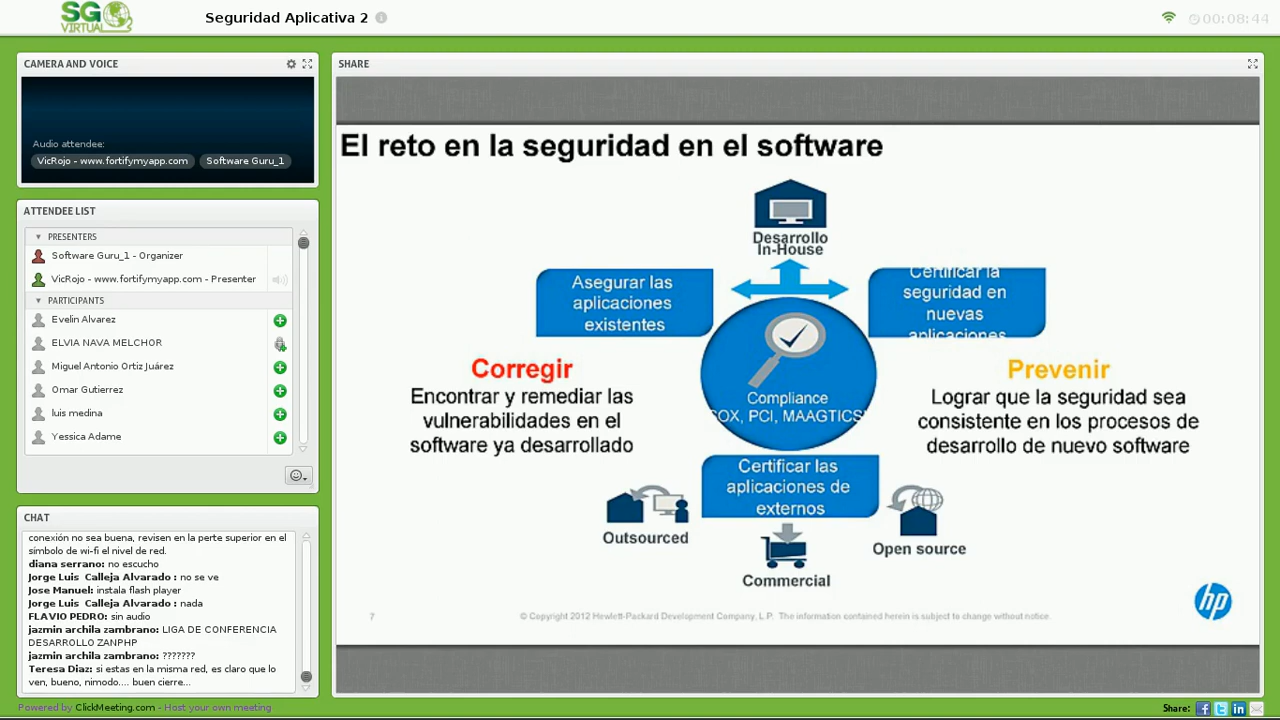 SG
VIRTUAL
Seguridad Aplicativa 2
00:08:44
CAMERA AND VOICE
Audio attendee:
VicRojo - www.fortifymyapp.com Software Guru_1
ATTENDEE LIST
PRESENTERS
Software Guru_1 - Organizer
VicRojo - www.fortifymyapp.com - Presenter
PARTICIPANTS
Evelin Alvarez
ELVIA NAVA MELCHOR
Miguel Antonio Ortiz Juárez
Omar Gutierrez
luis medina
Yessica Adame
CHAT
conexión no sea buena, revisen en la perte superior en el
símbolo de wi-fi el nivel de red.
diana serrano: no escucho
Jorge Luis Calleja Alvarado : no se ve
Jose Manuel: instala flash player
Jorge Luis Calleja Alvarado : nada
FLAVIO PEDRO: sin audio
jazmin archila zambrano: LIGA DE CONFERENCIA
DESARROLLO ZANPHP
jazmin archila zambrano: ???????
Teresa Diaz: si estas en la misma red, es claro que lo
ven, bueno, nimodo.... buen cierre...
SHARE
El reto en la seguridad en el software
Desarrollo
In-House
Asegurar las
aplicaciones
existentes
Certificar la
seguridad en
nuevas
aplicaciones
Corregir
Encontrar y remediar las
vulnerabilidades en el
software ya desarrollado
Compliance
SOX, PCI, MAAGTICS
Prevenir
Lograr que la seguridad sea
consistente en los procesos de
desarrollo de nuevo software
Certificar las
aplicaciones de
externos
Outsourced
Commercial
Open source
7
© Copyright 2012 Hewlett-Packard Development Company, L.P. The information contained herein is subject to change without notice.
hp
Powered by ClickMeeting.com - Host your own meeting
Share: